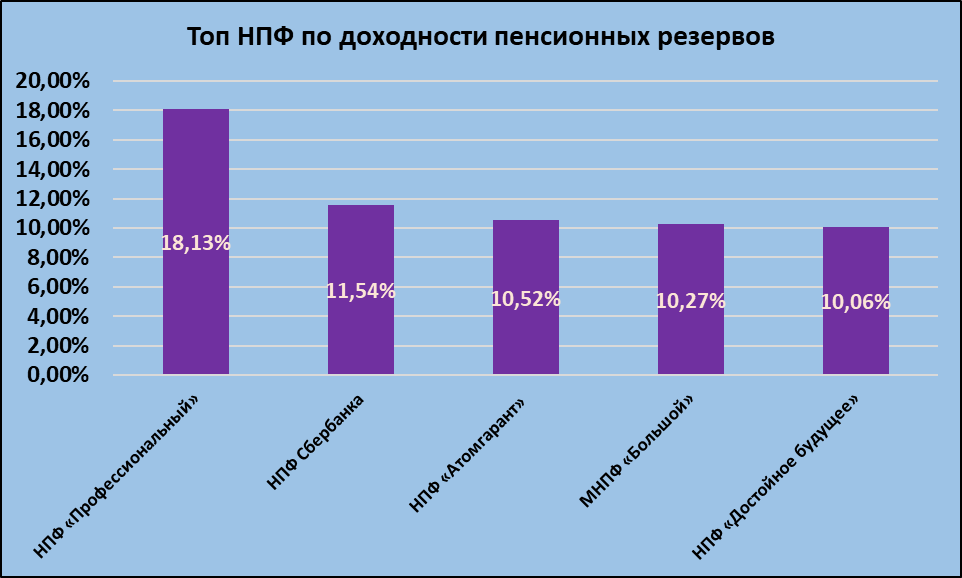 Топ НПФ по доходности пенсионных резервов
20,00%
18,00%
16,00%
14,00%
12,00%
10,00%
8,00%
6,00%
4,00%
2,00%
0,00%
18,13%
11,54%
10,52%
10,27%
10,06%
НПФ «Профессиональный»
НПФ Сбербанка
НПФ «Атомгарант»
МНПФ «Большой»
НПФ «Достойное будущее»